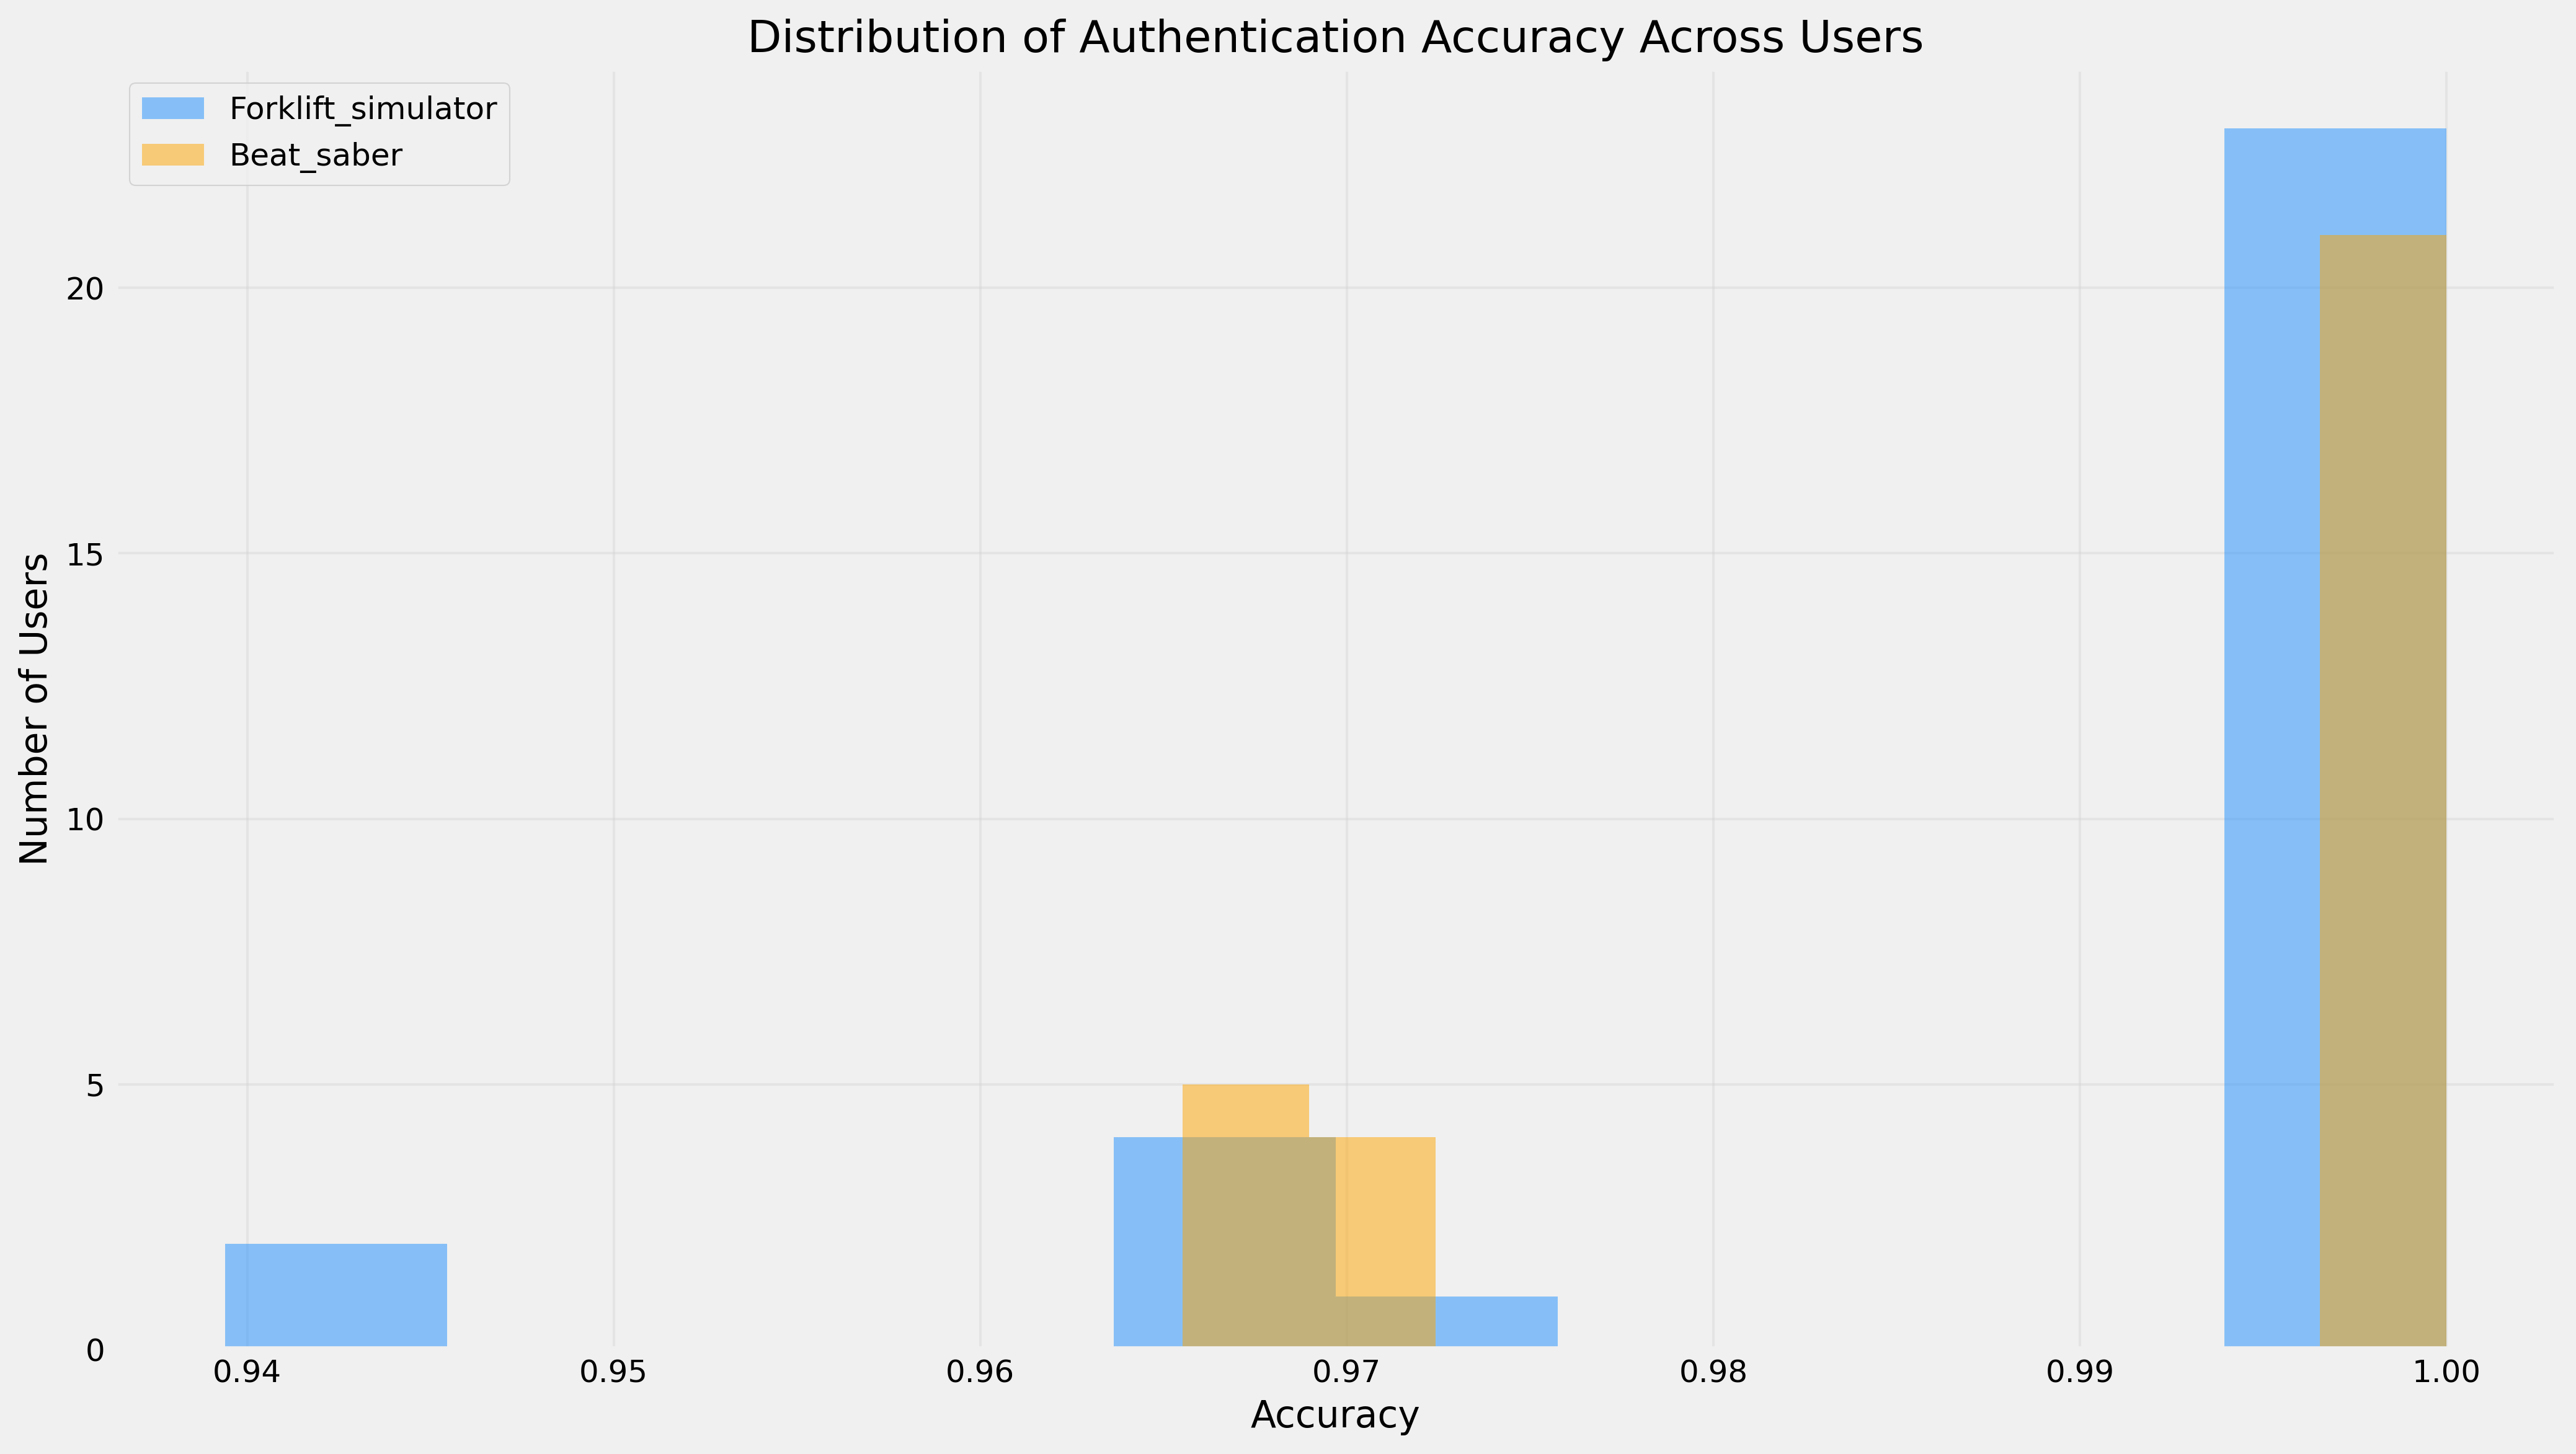 Distribution of Authentication Accuracy Across Users
Forklift_simulator
Beat_saber
Number of Users
20
15
10
5
0
0.94 0.95 0.96 0.97 0.98 0.99 1.00
Accuracy